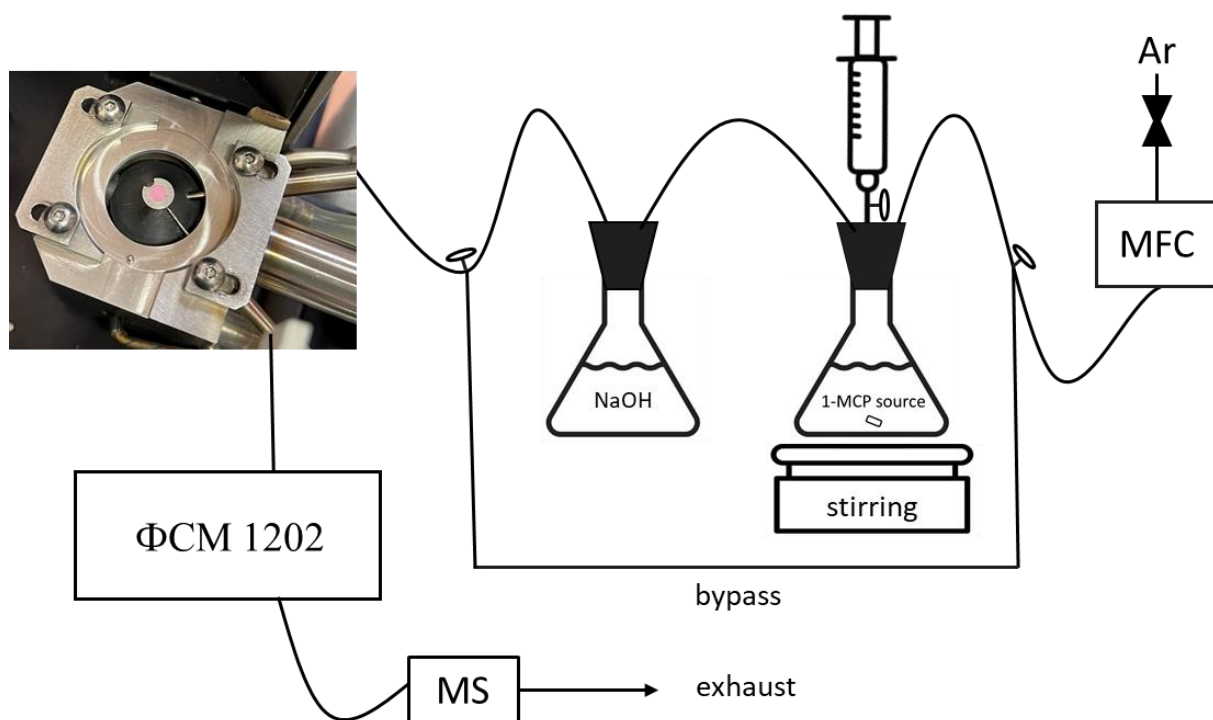 Ar
MFC
NaOH
1-MCP source
stirring
ФСМ 1202
bypass
MS
exhaust